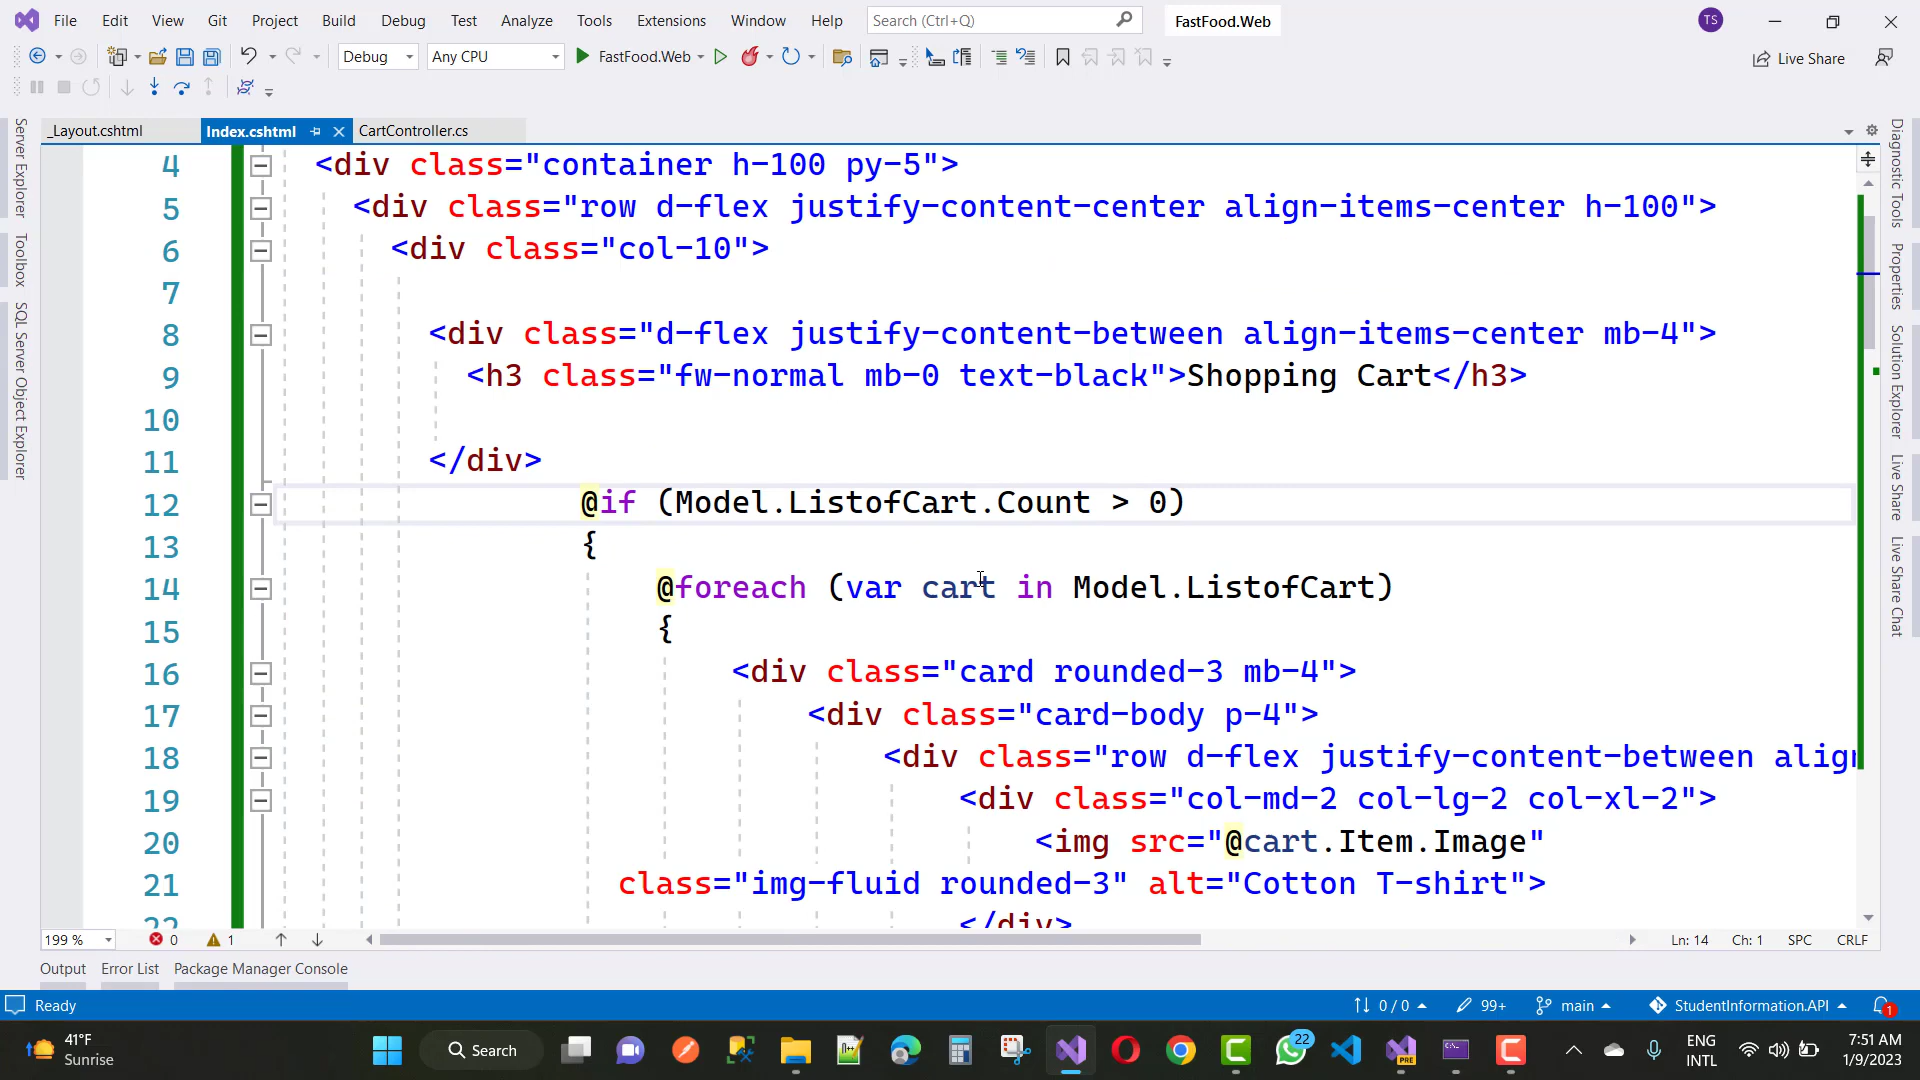 File Edit View Git Project Build Debug Test Analyze Tools Extensions Window Help Search (Ctrl+Q) FastFood.Web TS
Debug Any CPU FastFood.Web Live Share
_Layout.cshtml Index.cshtml CartController.cs
4 <div class="container h-100 py-5">
5 <div class="row d-flex justify-content-center align-items-center h-100">
6 <div class="col-10">
7
8 <div class="d-flex justify-content-between align-items-center mb-4">
9 <h3 class="fw-normal mb-0 text-black">Shopping Cart</h3>
10
11 </div>
12 @if (Model.ListofCart.Count > 0)
13 {
14 @foreach (var cart in Model.ListofCart)
15 {
16 <div class="card rounded-3 mb-4">
17 <div class="card-body p-4">
18 <div class="row d-flex justify-content-between align
19 <div class="col-md-2 col-lg-2 col-xl-2">
20 <img src="@cart.Item.Image"
21 class="img-fluid rounded-3" alt="Cotton T-shirt">
22 </div>
Server Explorer
Toolbox
SQL Server Object Explorer
Diagnostic Tools
Properties
Solution Explorer
Live Share
Live Share Chat
199 % 0 1 Ln: 14 Ch: 1 SPC CRLF
Output Error List Package Manager Console
Ready 0 / 0 99+ main StudentInformation.API 1
41°F
Sunrise
Search 22 PRE
ENG
INTL
7:51 AM
1/9/2023